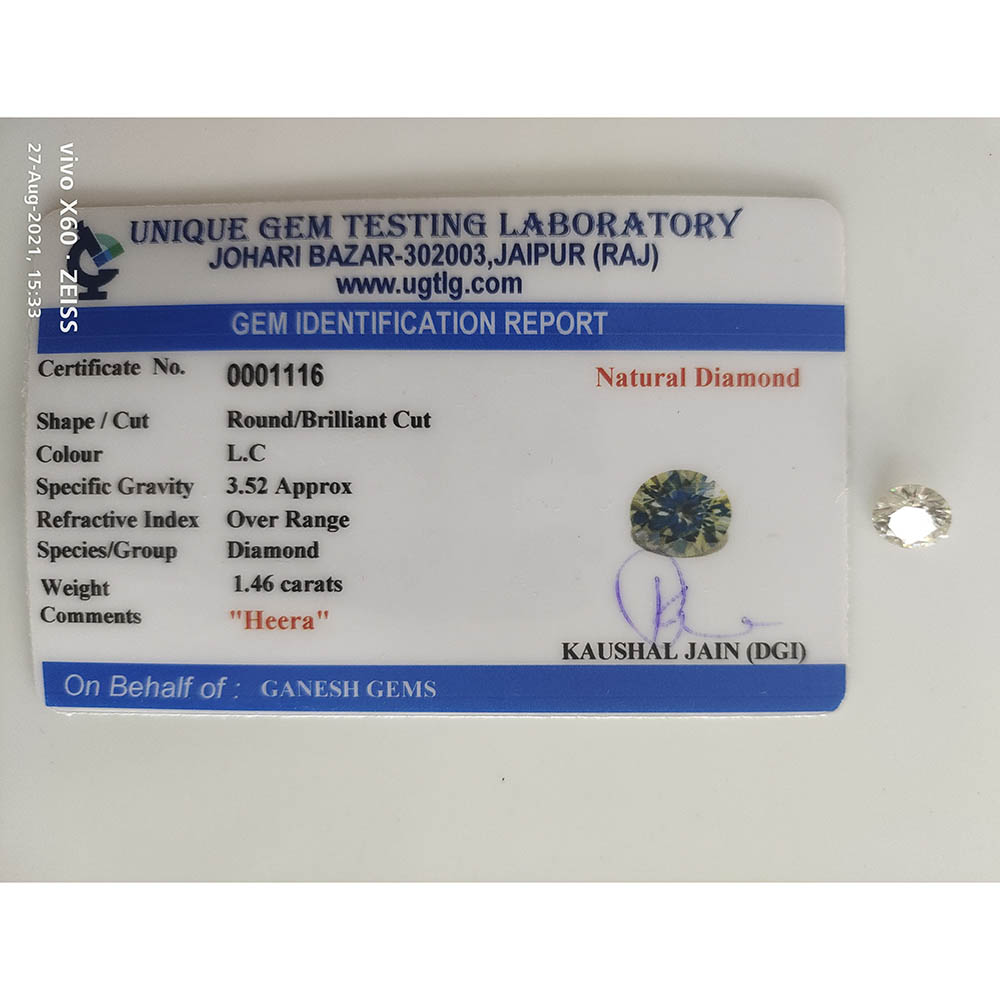 UNIQUE GEM TESTING LABORATORY
JOHARI BAZAR-302003,JAIPUR (RAJ)
www.ugtlg.com
GEM IDENTIFICATION REPORT
Certificate No. 0001116
Natural Diamond
Shape / Cut Round/Brilliant Cut
Colour L.C
Specific Gravity 3.52 Approx
Refractive Index Over Range
Species/Group Diamond
Weight 1.46 carats
Comments "Heera"
KAUSHAL JAIN (DGI)
On Behalf of : GANESH GEMS
vivo X60 · ZEISS
27-Aug-2021, 15:33